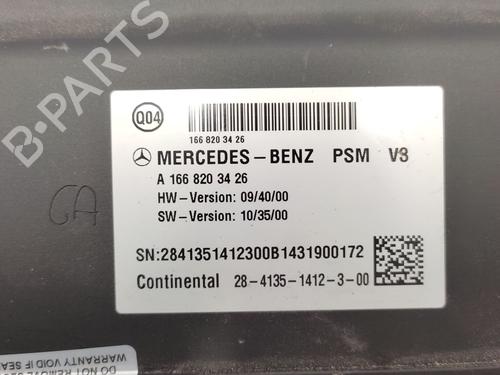 B-PARTS
Q04
166 820 34 26
MERCEDES-BENZ PSM V3
A 166 820 34 26
HW-Version: 09/40/00
SW-Version: 10/35/00
SN:2841351412300B1431900172
Continental 28-4135-1412-3-00
GA
DO NOT REMOVE
WARRANTY VOID IF SEA